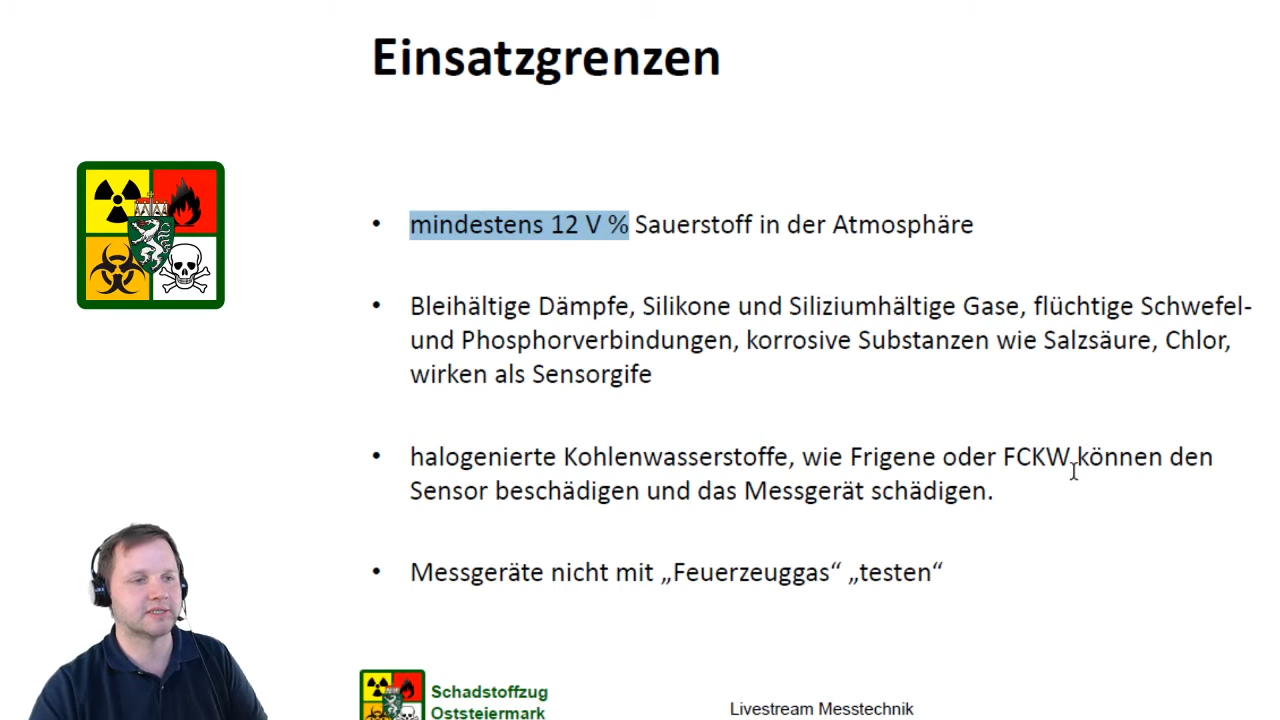 Einsatzgrenzen
• mindestens 12 V % Sauerstoff in der Atmosphäre
• Bleihältige Dämpfe, Silikone und Siliziumhältige Gase, flüchtige Schwefel-
und Phosphorverbindungen, korrosive Substanzen wie Salzsäure, Chlor,
wirken als Sensorgife
• halogenierte Kohlenwasserstoffe, wie Frigene oder FCKW können den
Sensor beschädigen und das Messgerät schädigen.
• Messgeräte nicht mit „Feuerzeuggas“ „testen“
Schadstoffzug
Oststeiermark
Livestream Messtechnik